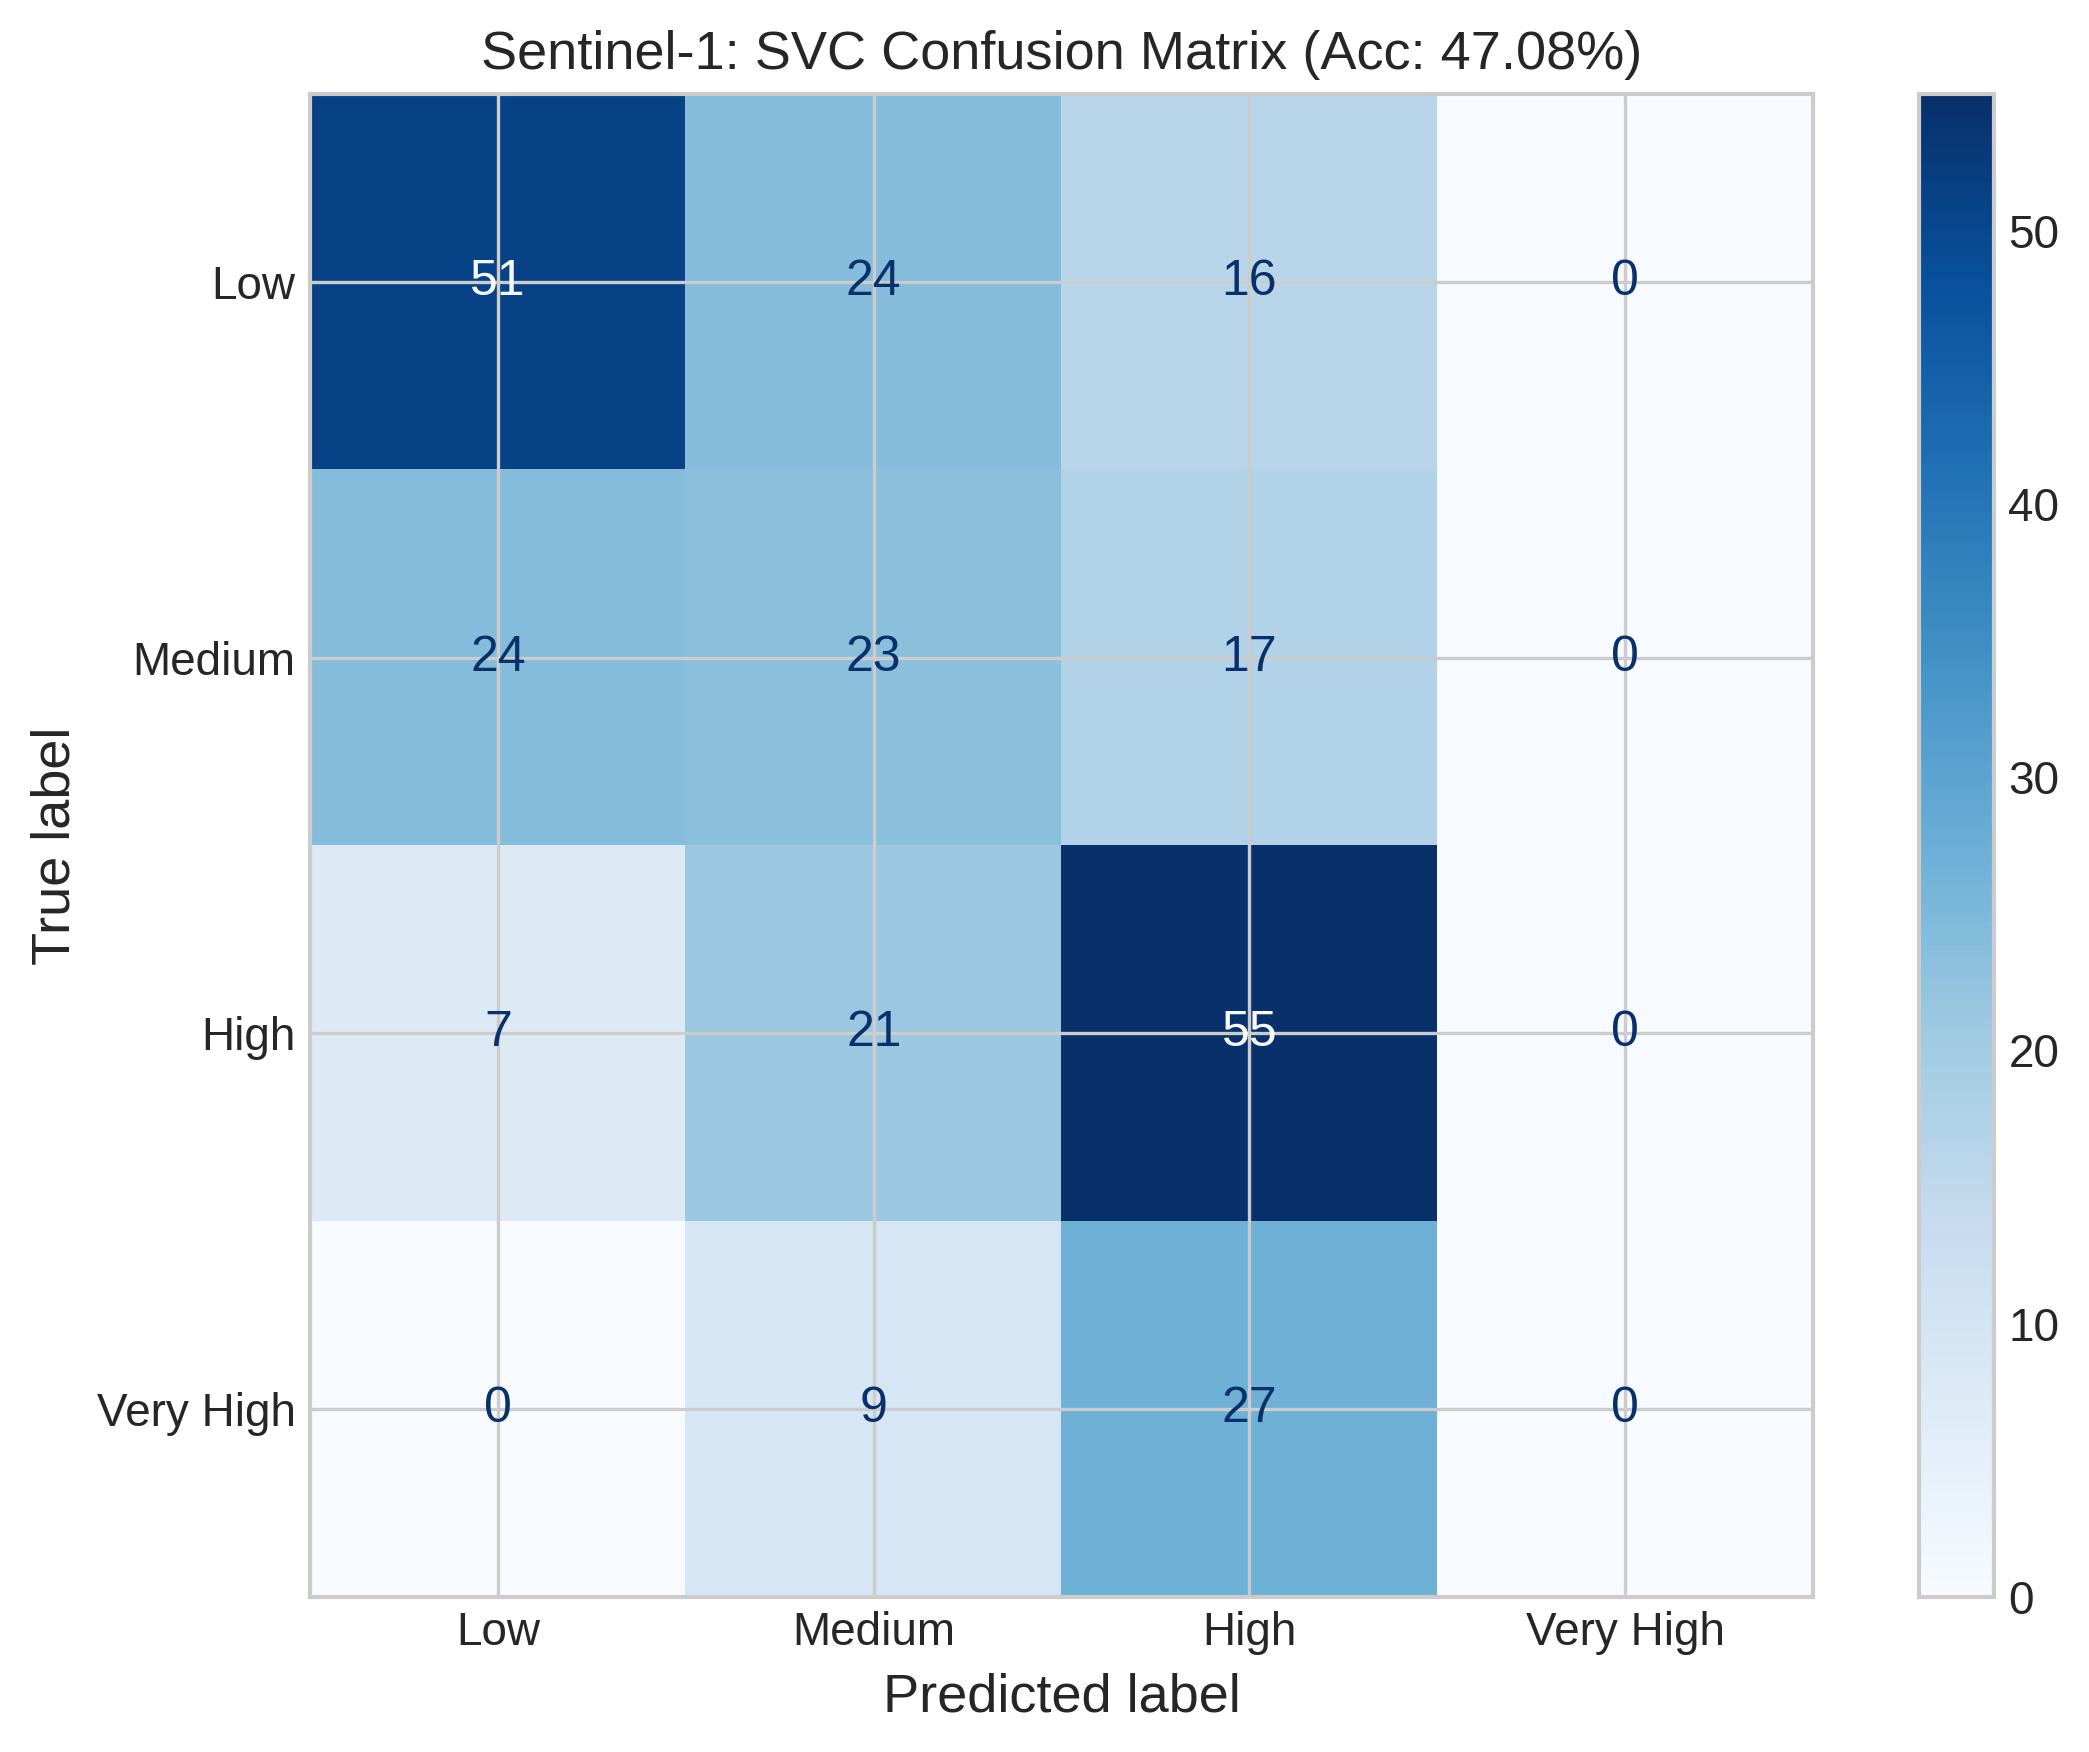 Sentinel-1: SVC Confusion Matrix (Acc: 47.08%)
Low 51 24 16 0
Medium 24 23 17 0
High 7 21 55 0
Very High 0 9 27 0
Low Medium High Very High
Predicted label
True label
50
40
30
20
10
0